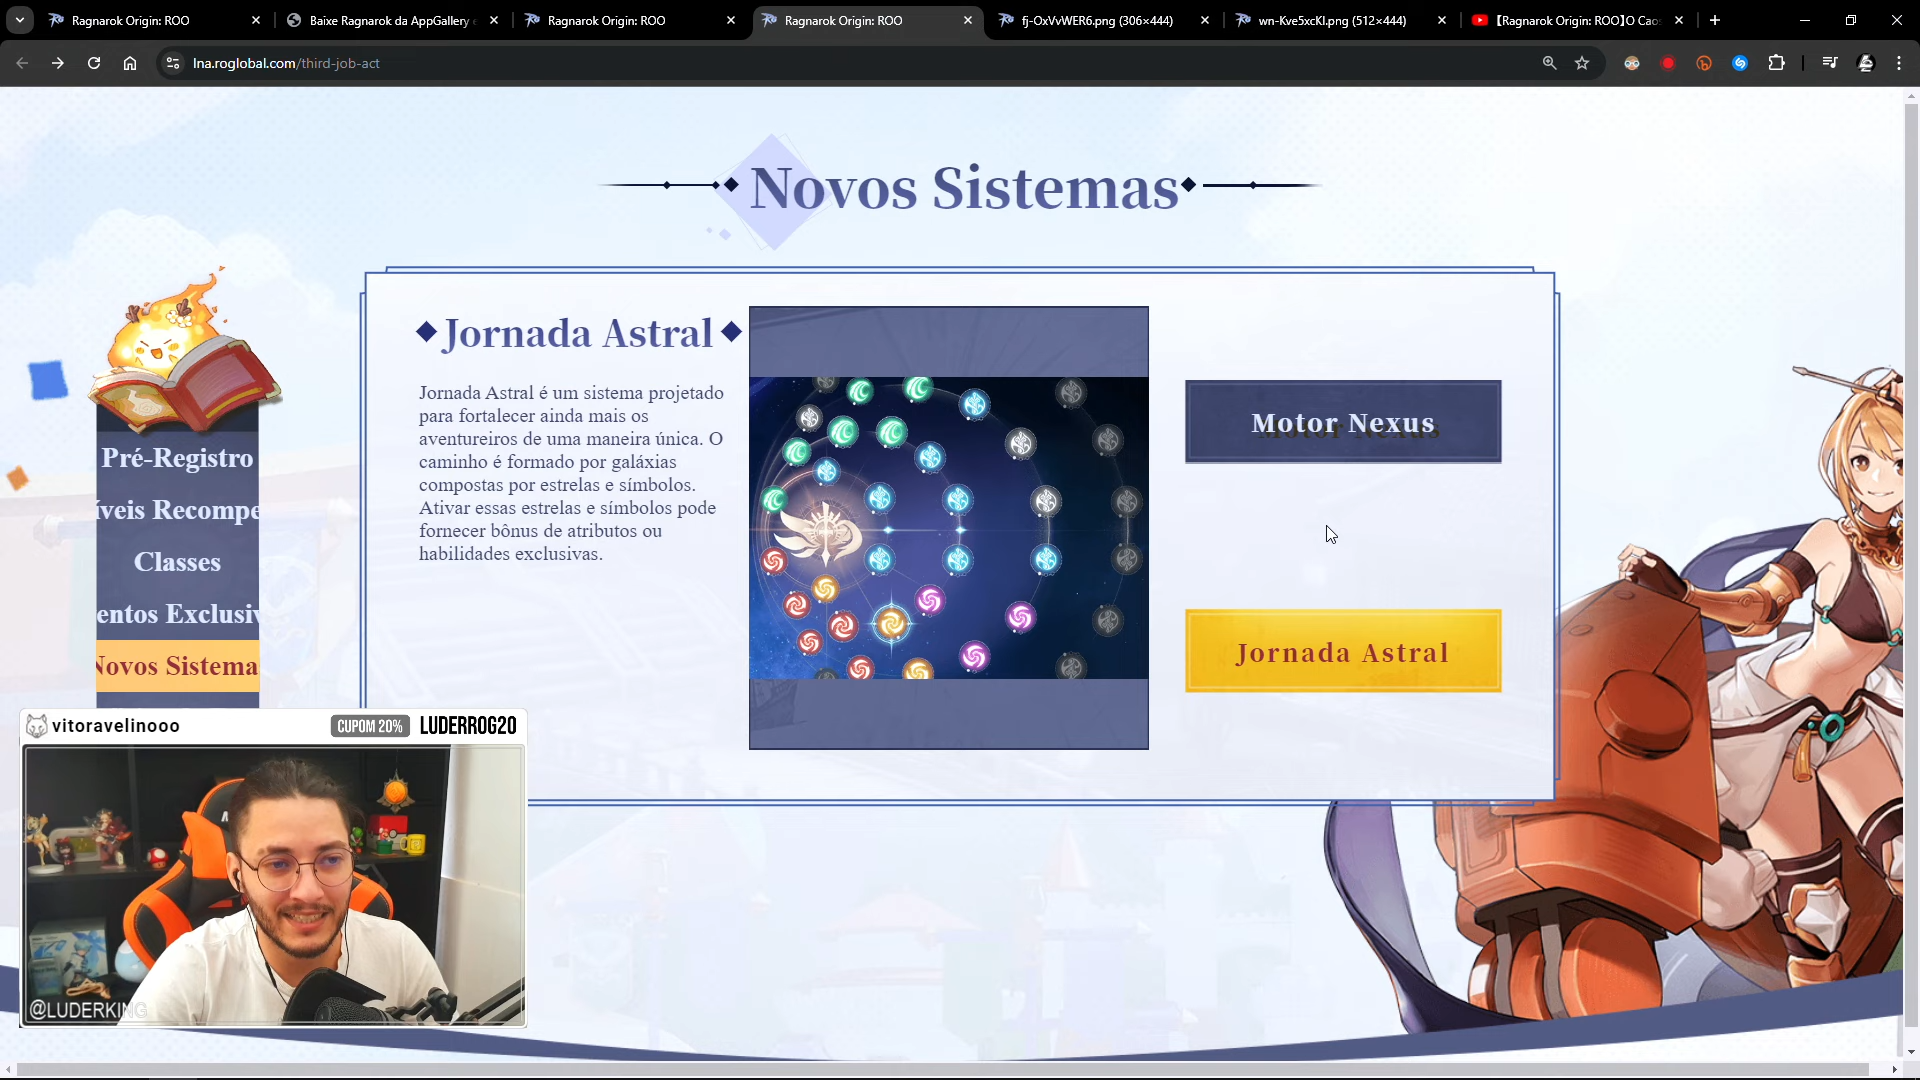 Ragnarok Origin: ROO
Baixe Ragnarok da AppGallery e
Ragnarok Origin: ROO
Ragnarok Origin: ROO
fj-OxVvWER6.png (306×444)
wn-Kve5xcKl.png (512×444)
【Ragnarok Origin: ROO】O Cao
lna.roglobal.com/third-job-act
Novos Sistemas
Jornada Astral
Jornada Astral é um sistema projetado
para fortalecer ainda mais os
aventureiros de uma maneira única. O
caminho é formado por galáxias
compostas por estrelas e símbolos.
Ativar essas estrelas e símbolos pode
fornecer bônus de atributos ou
habilidades exclusivas.
Motor Nexus
Jornada Astral
Pré-Registro
íveis Recompe
Classes
entos Exclusiv
Novos Sistema
vitoravelinooo
CUPOM 20%
LUDERROG20
@LUDERKING